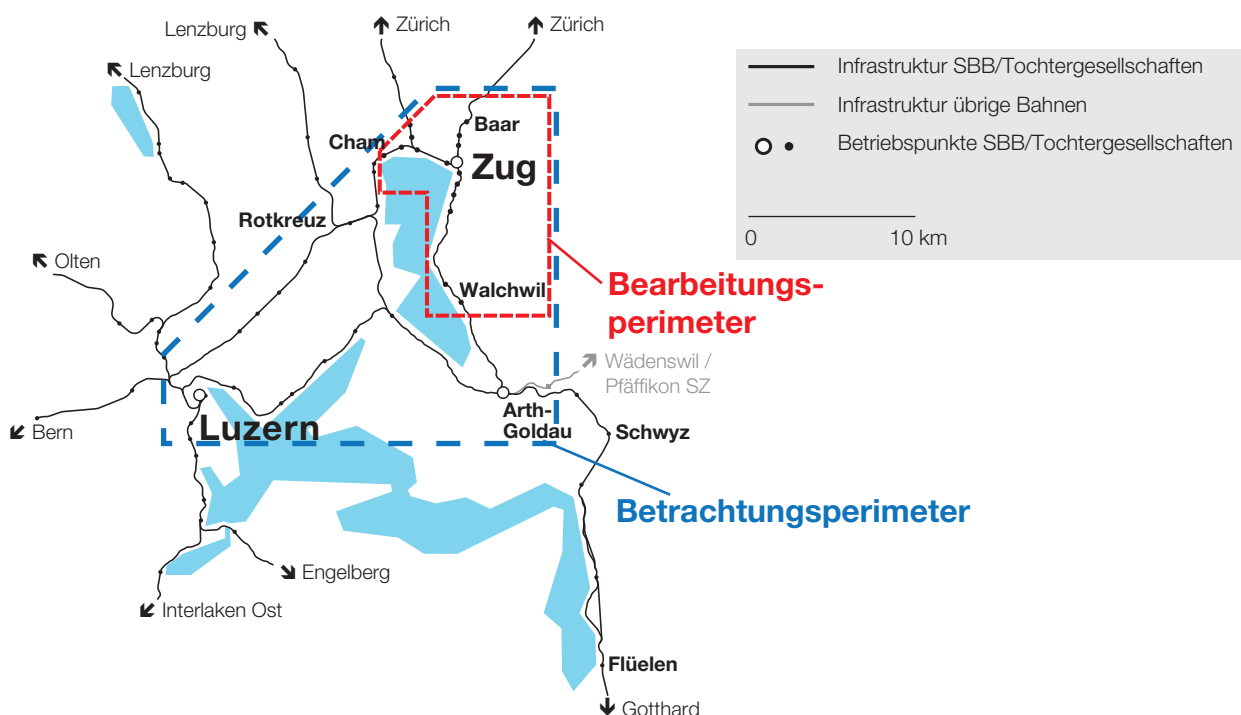 Lenzburg
Zürich
Zürich
Lenzburg
Infrastruktur SBB/Tochtergesellschaften
Infrastruktur übrige Bahnen
Betriebspunkte SBB/Tochtergesellschaften
0 10 km
Baar
Cham
Zug
Rotkreuz
Olten
Walchwil
Bearbeitungs-
perimeter
Wädenswil /
Pfäffikon SZ
Arth-
Goldau
Luzern
Bern
Schwyz
Betrachtungsperimeter
Engelberg
Interlaken Ost
Flüelen
Gotthard